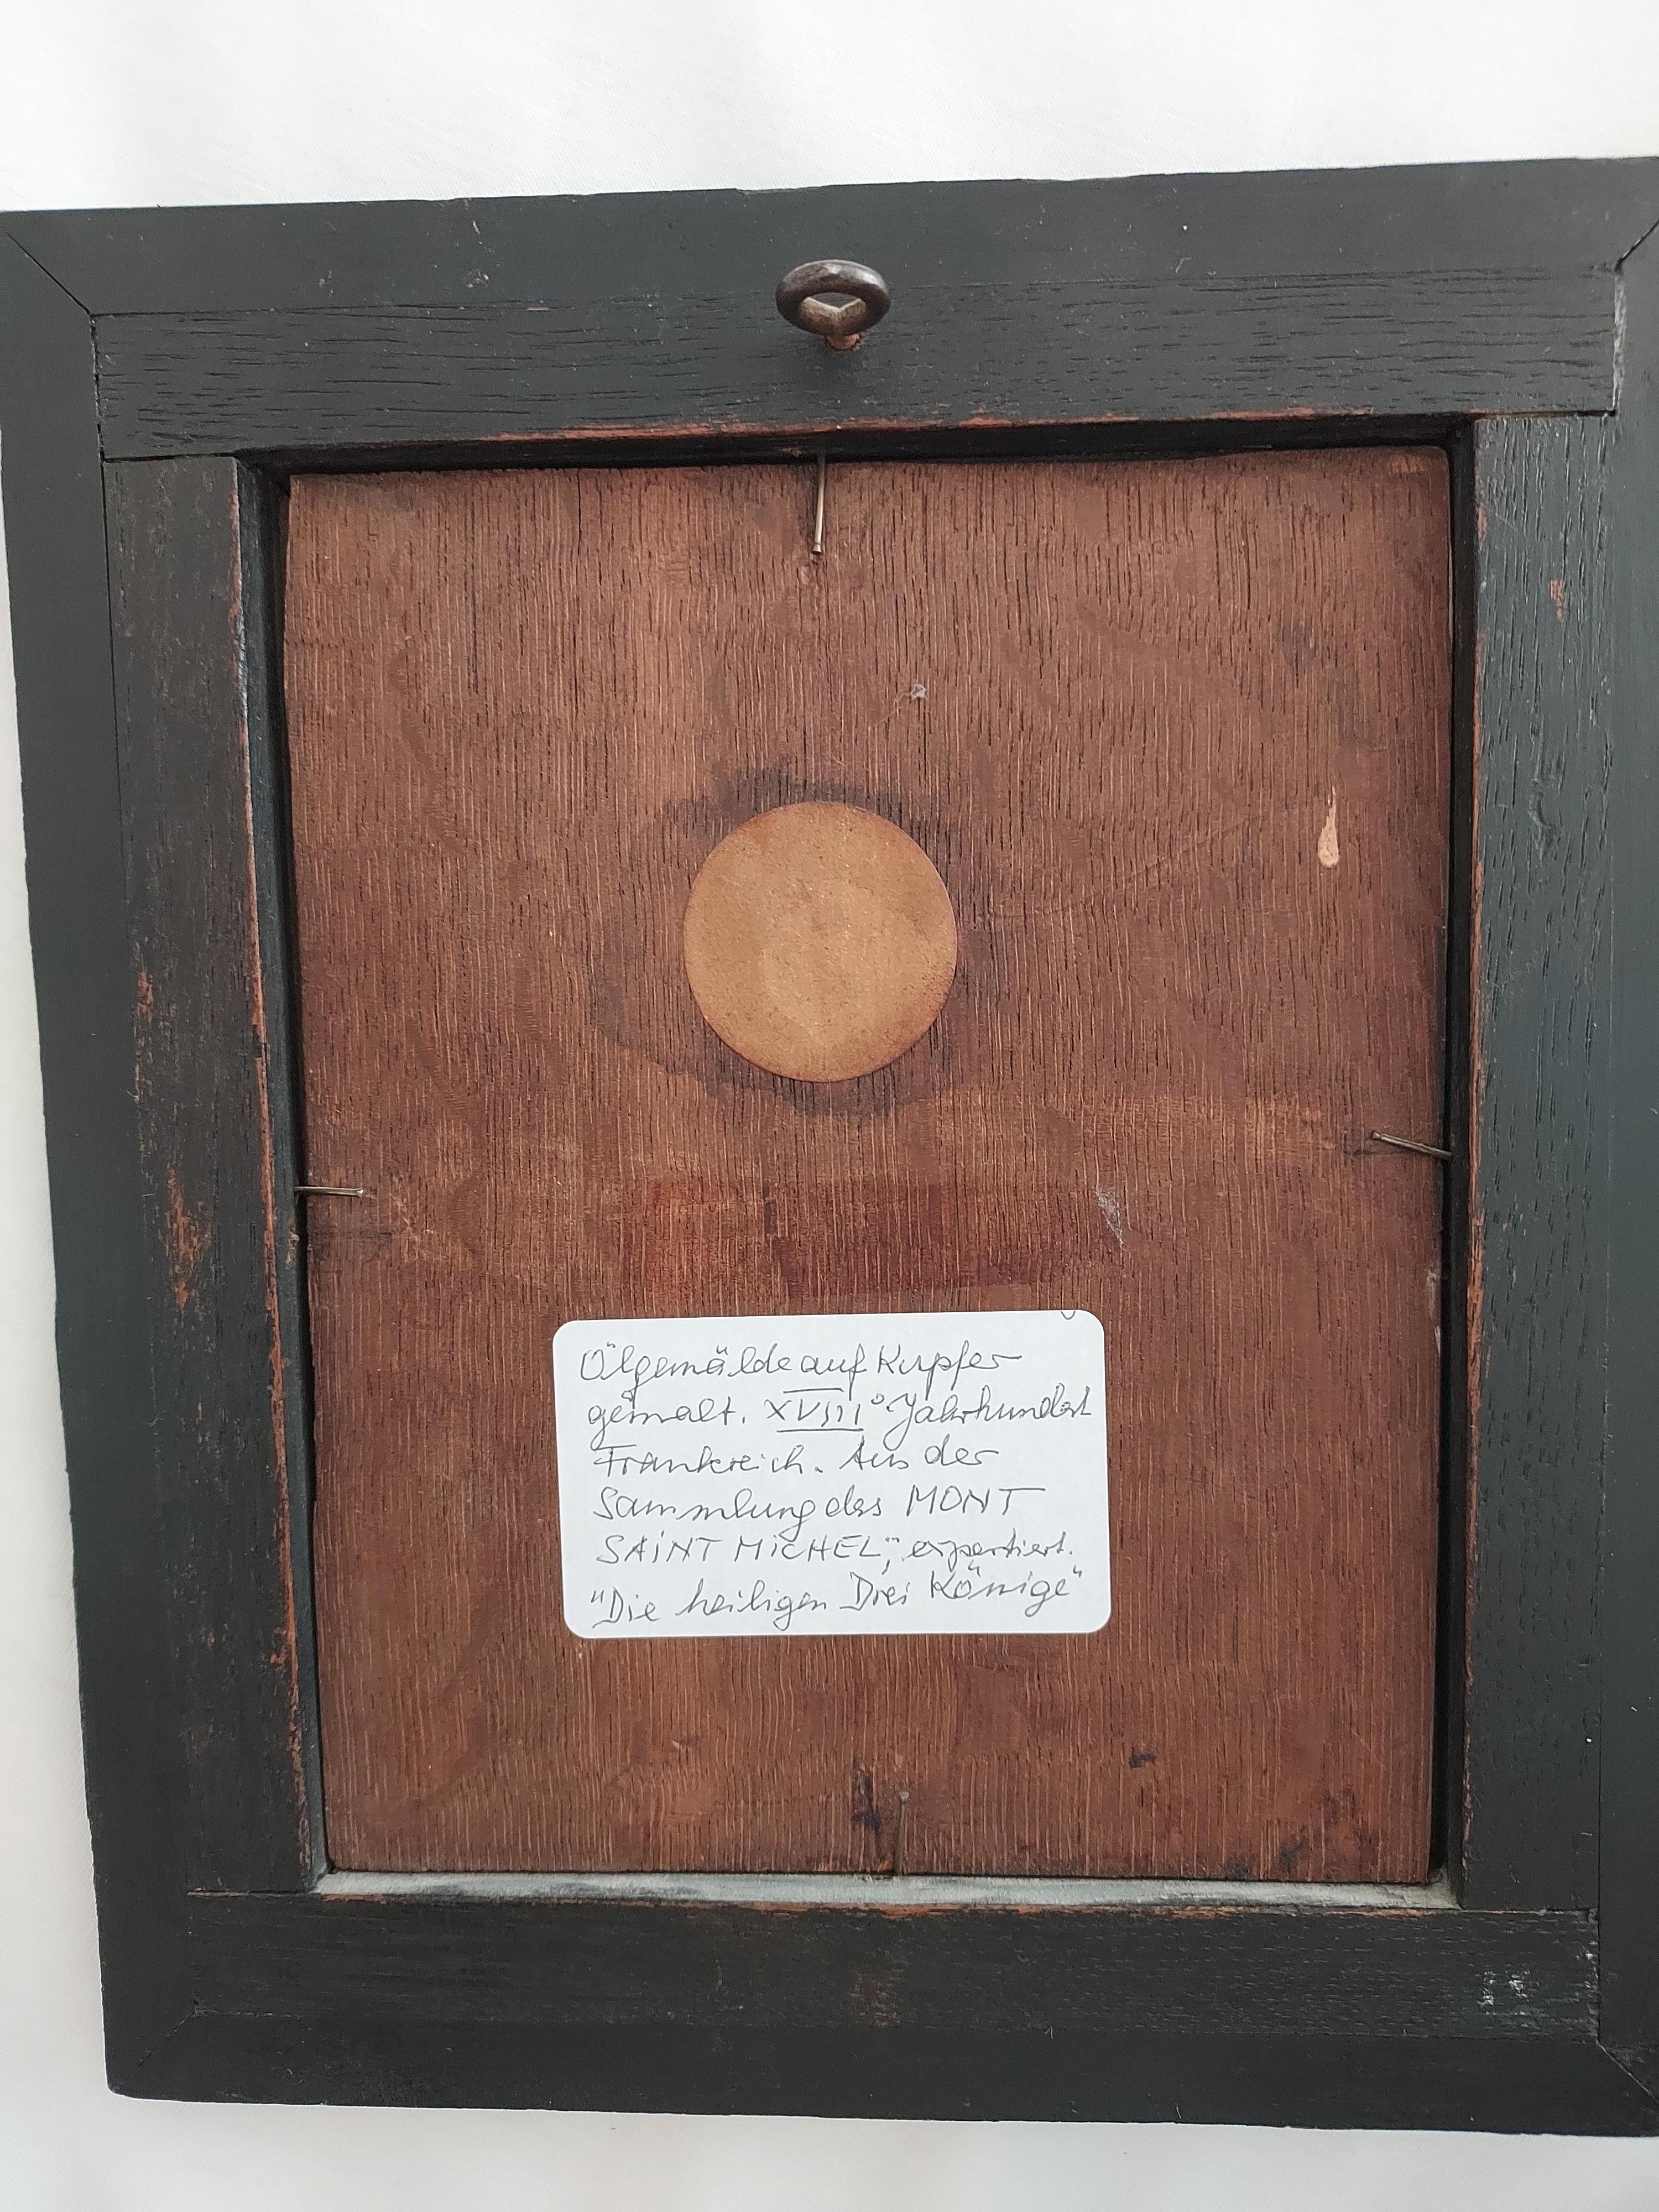 Ölgemälde auf Kupfer
gemalt. XVIII° Jahrhundert
Frankreich. Aus der
Sammlung des MONT
SAiNT MiCHEL", expertiert.
"Die heiligen Drei Könige"